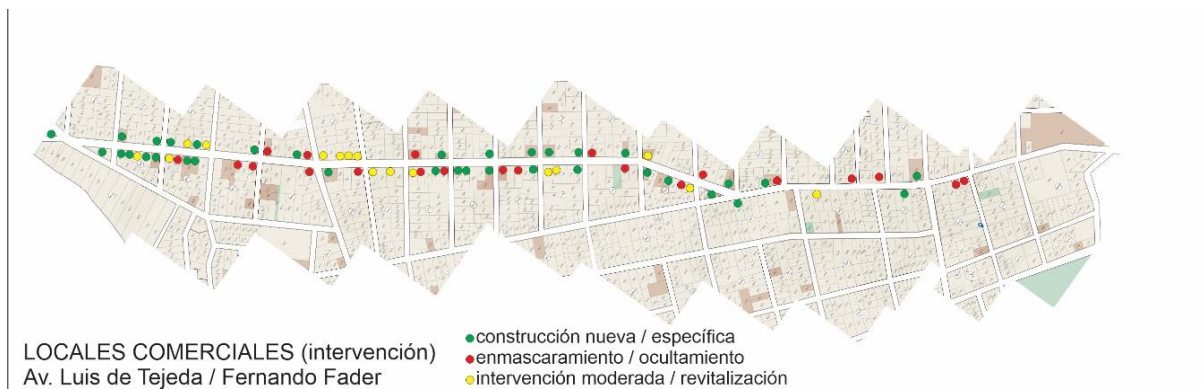 LOCALES COMERCIALES (intervención)
Av. Luis de Tejeda / Fernando Fader
construcción nueva / específica
enmascaramiento / ocultamiento
intervención moderada / revitalización